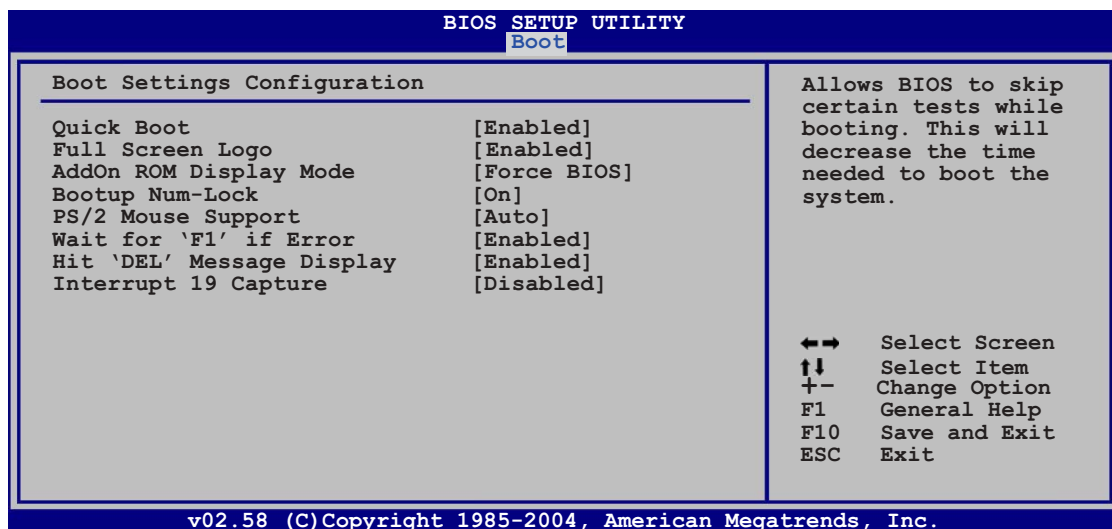 BIOS SETUP UTILITY
Boot
Boot Settings Configuration
Quick Boot [Enabled]
Full Screen Logo [Enabled]
AddOn ROM Display Mode [Force BIOS]
Bootup Num-Lock [On]
PS/2 Mouse Support [Auto]
Wait for ‘F1’ if Error [Enabled]
Hit ‘DEL’ Message Display [Enabled]
Interrupt 19 Capture [Disabled]
Allows BIOS to skip
certain tests while
booting. This will
decrease the time
needed to boot the
system.
←→ Select Screen
↑↓ Select Item
+- Change Option
F1 General Help
F10 Save and Exit
ESC Exit
v02.58 (C)Copyright 1985-2004, American Megatrends, Inc.